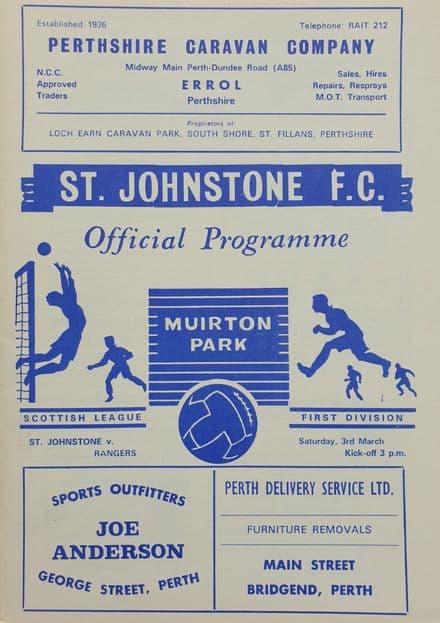 Established 1936
Telephone: RAIT 212
PERTHSHIRE CARAVAN COMPANY
N.C.C.
Approved
Traders
Midway Main Perth-Dundee Road (A85)
ERROL
Perthshire
Sales, Hires
Repairs, Resprays
M.O.T. Transport
Proprietors of:
LOCH EARN CARAVAN PARK, SOUTH SHORE, ST. FILLANS, PERTHSHIRE
ST. JOHNSTONE F.C.
Official Programme
MUIRTON
PARK
SCOTTISH LEAGUE
FIRST DIVISION
ST. JOHNSTONE v.
RANGERS
Saturday, 3rd March
Kick-off 3 p.m.
SPORTS OUTFITTERS
JOE
ANDERSON
GEORGE STREET, PERTH
PERTH DELIVERY SERVICE LTD.
FURNITURE REMOVALS
MAIN STREET
BRIDGEND, PERTH